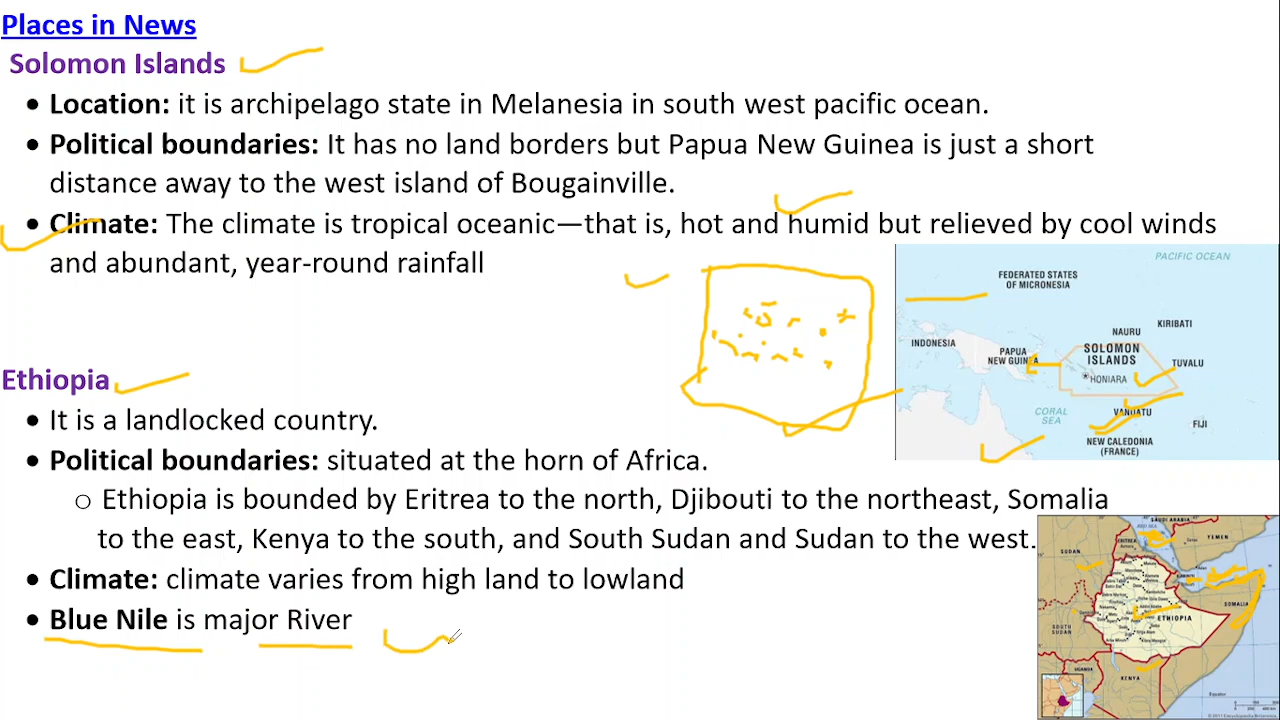 Places in News
Solomon Islands
• Location: it is archipelago state in Melanesia in south west pacific ocean.
• Political boundaries: It has no land borders but Papua New Guinea is just a short
distance away to the west island of Bougainville.
• Climate: The climate is tropical oceanic—that is, hot and humid but relieved by cool winds
and abundant, year-round rainfall
PACIFIC OCEAN
FEDERATED STATES
OF MICRONESIA
NAURU
KIRIBATI
INDONESIA
PAPUA
NEW GUINEA
SOLOMON
ISLANDS
HONIARA
TUVALU
CORAL
SEA
VANUATU
FIJI
NEW CALEDONIA
(FRANCE)
Ethiopia
• It is a landlocked country.
• Political boundaries: situated at the horn of Africa.
o Ethiopia is bounded by Eritrea to the north, Djibouti to the northeast, Somalia
to the east, Kenya to the south, and South Sudan and Sudan to the west.
• Climate: climate varies from high land to lowland
• Blue Nile is major River
SAUDI ARABIA
ERITREA
YEMEN
SUDAN
DJIBOUTI
SOMALIA
ETHIOPIA
SOUTH
SUDAN
UGANDA
KENYA
Equator